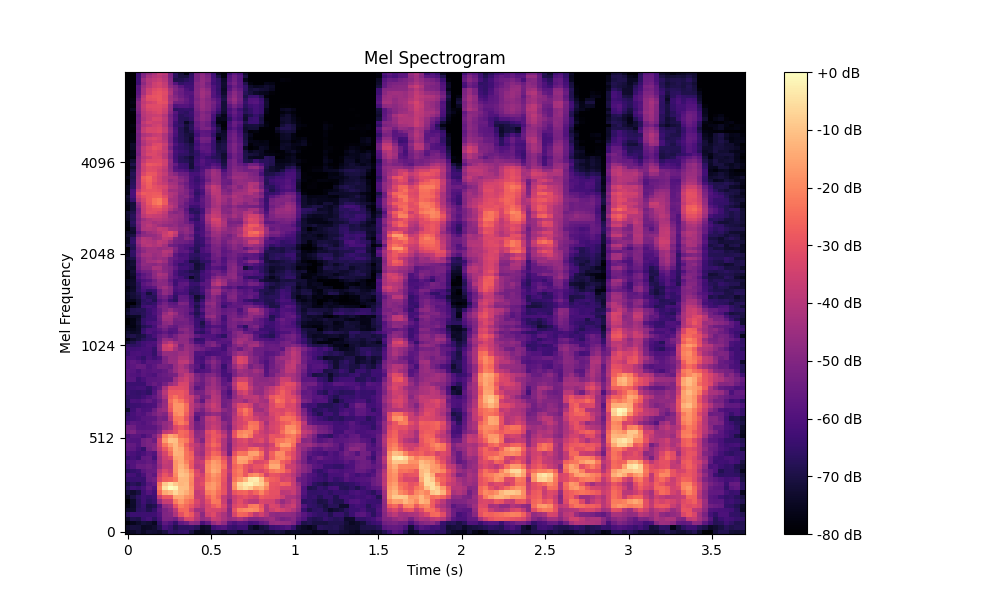 Mel Spectrogram
+0 dB
-10 dB
-20 dB
-30 dB
-40 dB
-50 dB
-60 dB
-70 dB
-80 dB
Mel Frequency
4096
2048
1024
512
0
0
0.5
1
1.5
2
2.5
3
3.5
Time (s)